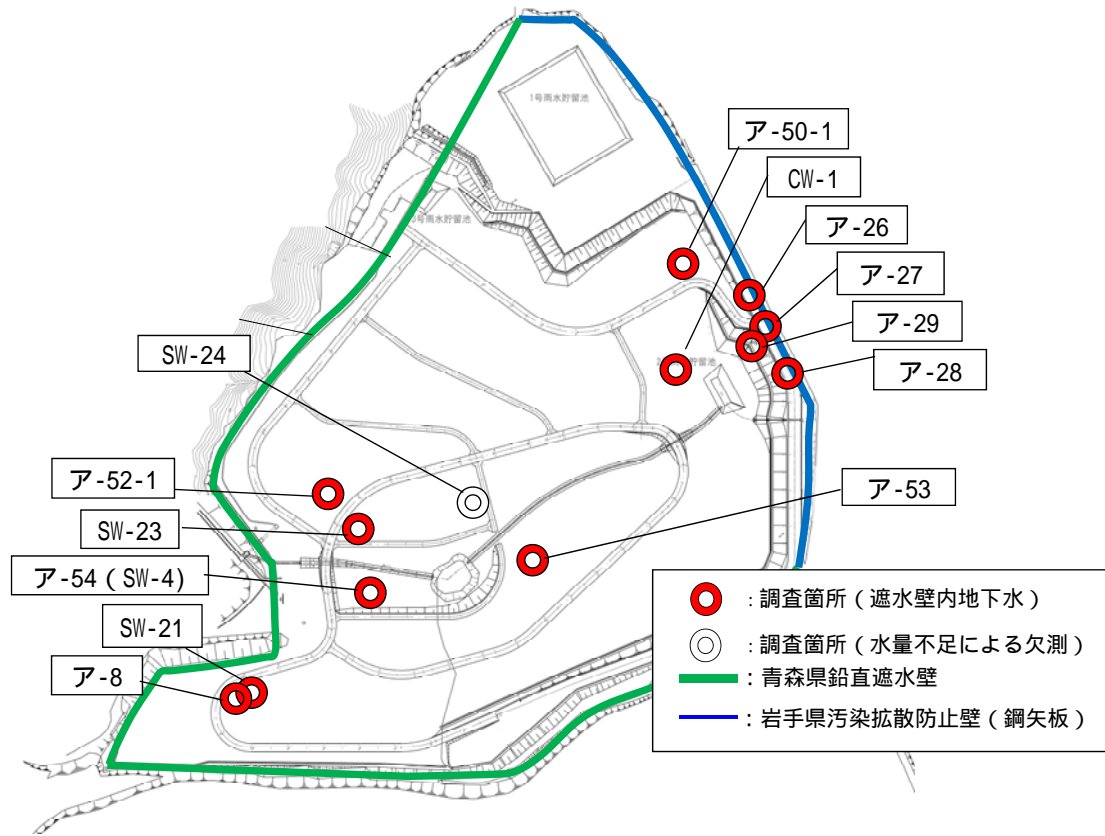 1号雨水貯留池
ア-50-1
CW-1
ア-26
ア-27
ア-29
ア-28
SW-24
ア-52-1
SW-23
ア-54（SW-4）
SW-21
ア-8
ア-53
：調査箇所（遮水壁内地下水）
：調査箇所（水量不足による欠測）
：青森県鉛直遮水壁
：岩手県汚染拡散防止壁（鋼矢板）